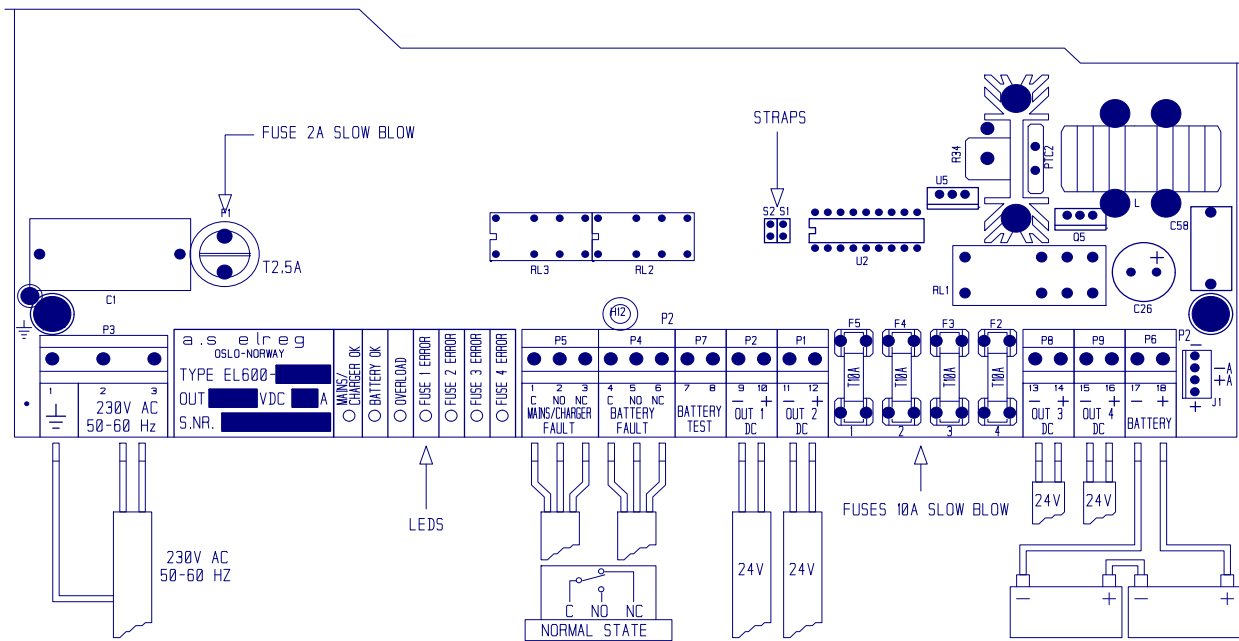 FUSE 2A SLOW BLOW
STRAPS
F1
T2,5A
C1
RL3
RL2
S2 S1
U2
U5
R34
PTC2
L
Q5
C58
RL1
C26
H12
P2
P3
1 2 3
230V AC
50-60 Hz
a.s elreg
OSLO-NORWAY
TYPE EL600-
OUT VDC A
S.NR.
MAINS/
CHARGER OK
BATTERY OK
OVERLOAD
FUSE 1 ERROR
FUSE 2 ERROR
FUSE 3 ERROR
FUSE 4 ERROR
P5
1 2 3
C NO NC
MAINS/CHARGER
FAULT
P4
4 5 6
C NO NC
BATTERY
FAULT
P7
7 8
BATTERY
TEST
P2
9 10
− +
OUT 1
DC
P1
11 12
− +
OUT 2
DC
F5
T10A
1
F4
T10A
2
F3
T10A
3
F2
T10A
4
P8
13 14
− +
OUT 3
DC
P9
15 16
− +
OUT 4
DC
P6
17 18
− +
BATTERY
P2
−
−A
+A
J1
+
LEDS
FUSES 10A SLOW BLOW
230V AC
50-60 HZ
24V
24V
24V
24V
C NO NC
NORMAL STATE
− +
− +